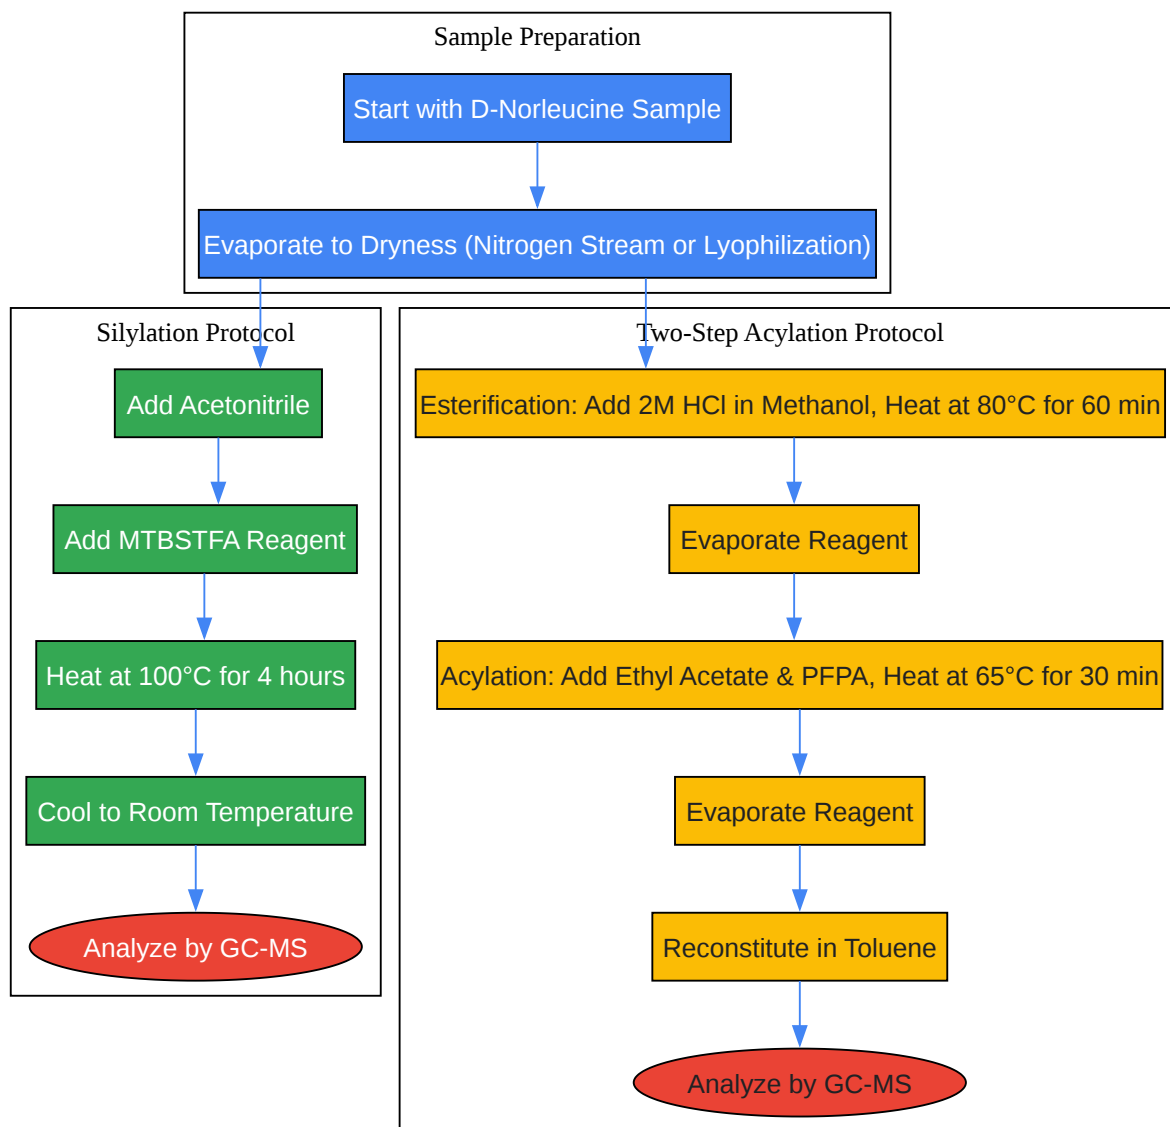 Sample Preparation
Start with D-Norleucine Sample
Evaporate to Dryness (Nitrogen Stream or Lyophilization)
Silylation Protocol
Add Acetonitrile
Add MTBSTFA Reagent
Heat at 100°C for 4 hours
Cool to Room Temperature
Analyze by GC-MS
Two-Step Acylation Protocol
Esterification: Add 2M HCl in Methanol, Heat at 80°C for 60 min
Evaporate Reagent
Acylation: Add Ethyl Acetate & PFPA, Heat at 65°C for 30 min
Evaporate Reagent
Reconstitute in Toluene
Analyze by GC-MS